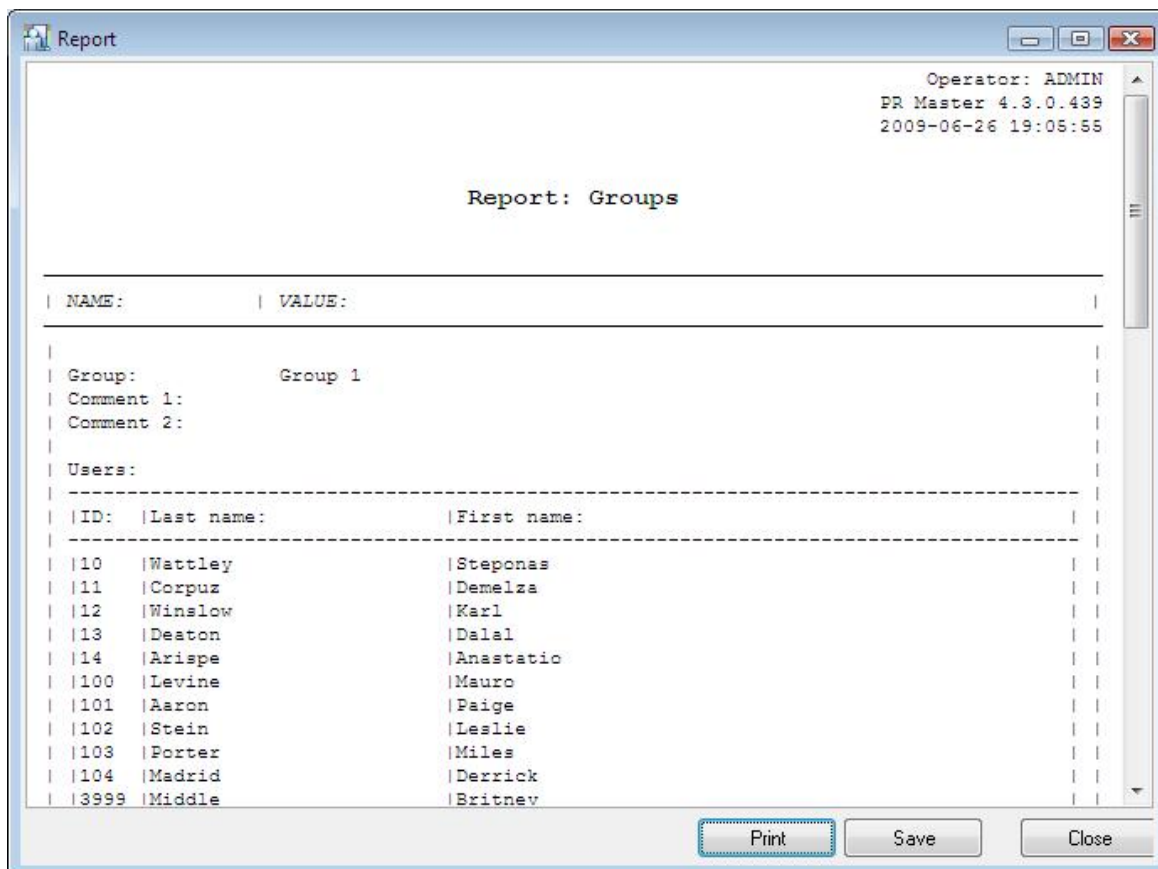 Report
Operator: ADMIN
PR Master 4.3.0.439
2009-06-26 19:05:55
Report: Groups
| NAME: | VALUE: |
Group: Group 1
Comment 1:
Comment 2:
Users:
|ID: |Last name: |First name: |
|10 |Wattley |Steponas |
|11 |Corpuz |Demelza |
|12 |Winslow |Karl |
|13 |Deaton |Dalal |
|14 |Arispe |Anastatio |
|100 |Levine |Mauro |
|101 |Aaron |Paige |
|102 |Stein |Leslie |
|103 |Porter |Miles |
|104 |Madrid |Derrick |
|3999 |Middle |Britney |
Print Save Close